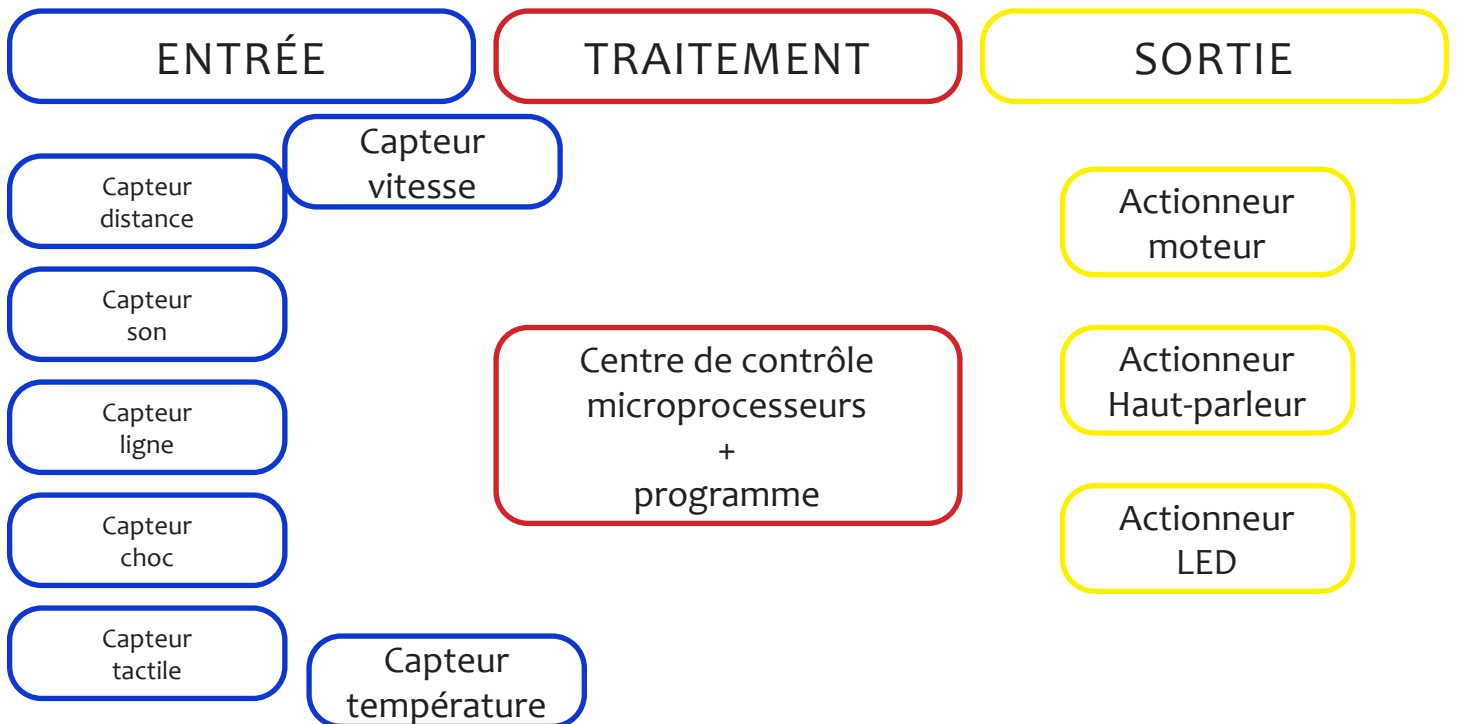 ENTRÉE
TRAITEMENT
SORTIE
Capteur
vitesse
Capteur
distance
Capteur
son
Capteur
ligne
Capteur
choc
Capteur
tactile
Capteur
température
Centre de contrôle
microprocesseurs
+
programme
Actionneur
moteur
Actionneur
Haut-parleur
Actionneur
LED